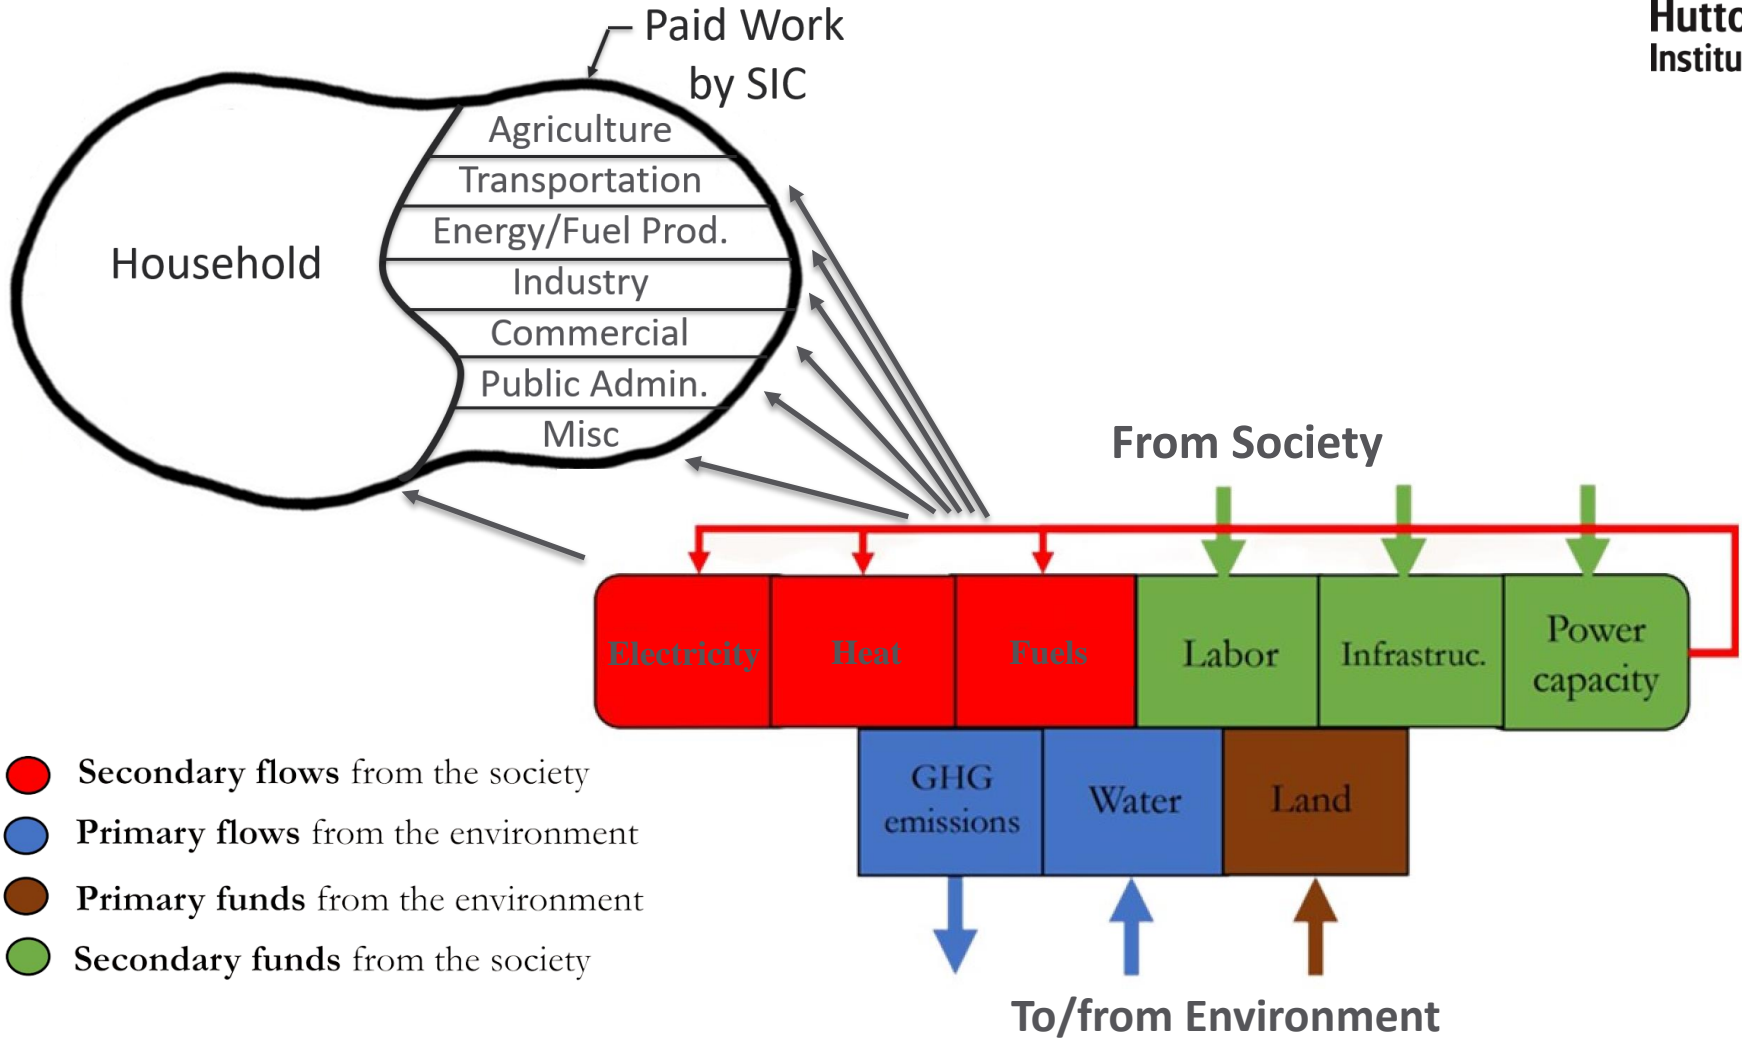 Paid Work
by SIC
Household
Agriculture
Transportation
Energy/Fuel Prod.
Industry
Commercial
Public Admin.
Misc
From Society
Electricity
Heat
Fuels
Labor
Infrastruc.
Power
capacity
GHG
emissions
Water
Land
Secondary flows from the society
Primary flows from the environment
Primary funds from the environment
Secondary funds from the society
To/from Environment